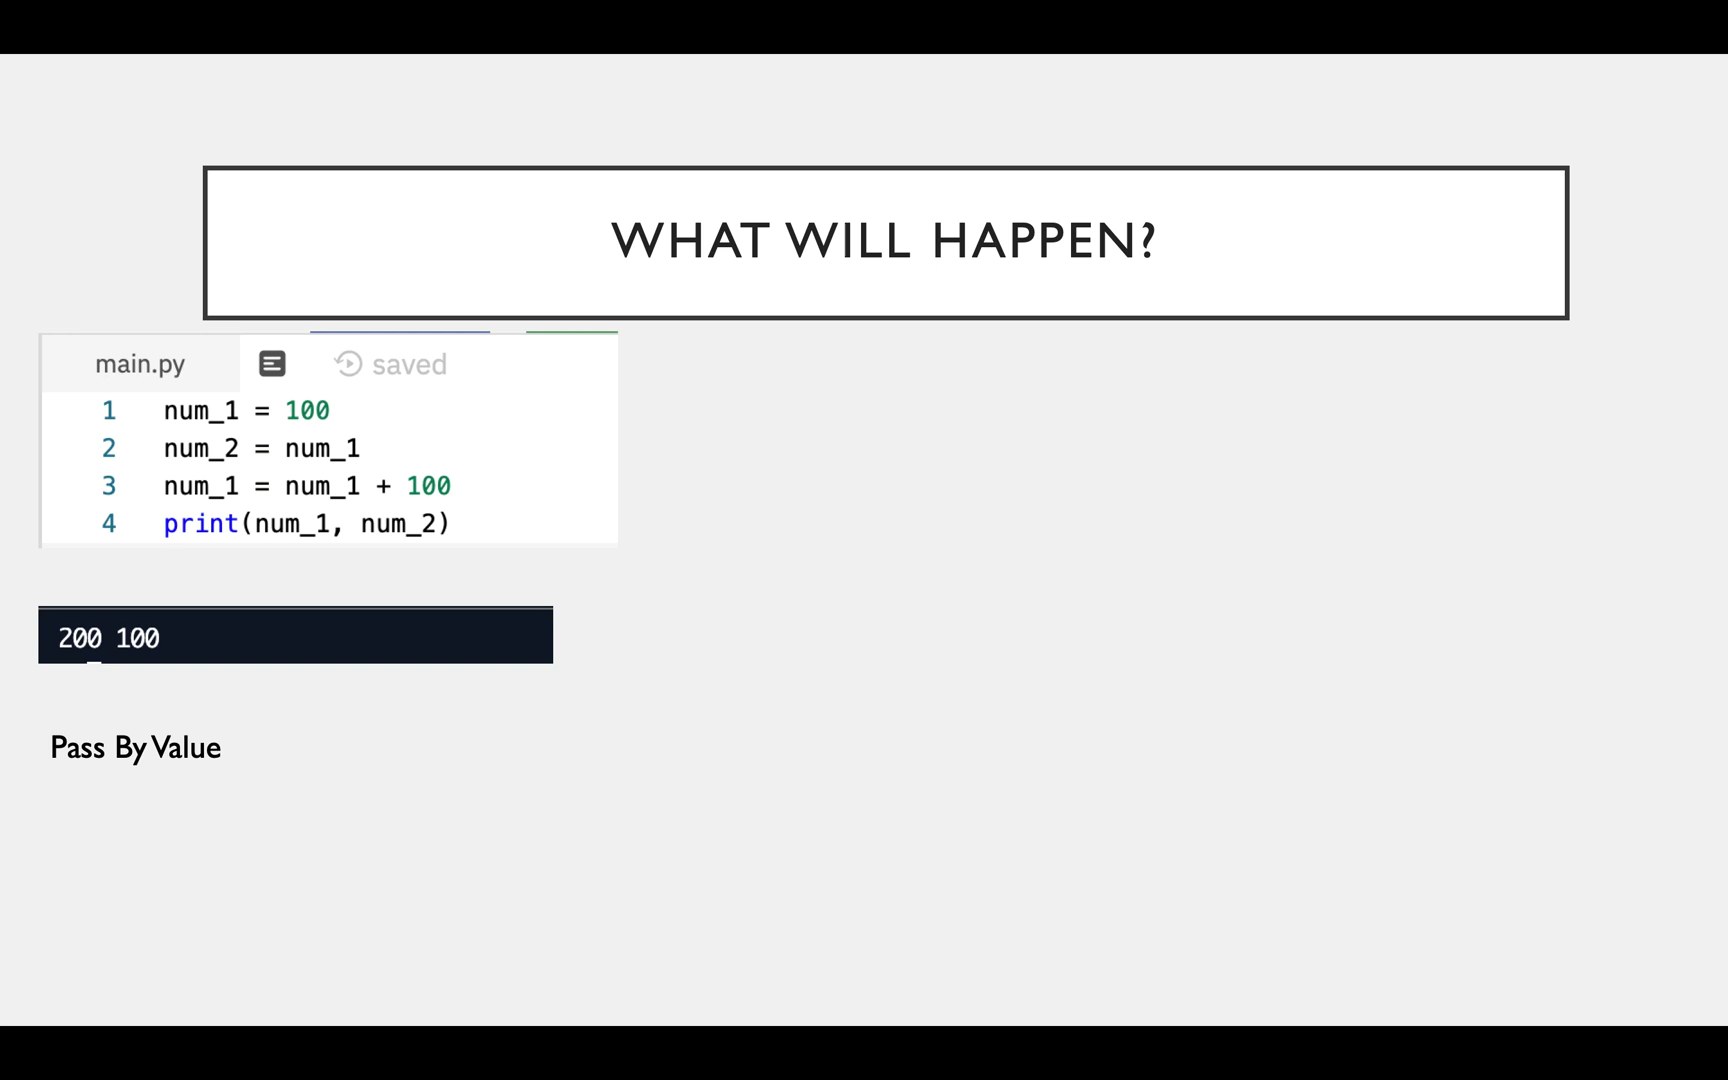 WHAT WILL HAPPEN?
main.py saved
1 num_1 = 100
2 num_2 = num_1
3 num_1 = num_1 + 100
4 print(num_1, num_2)
200 100
Pass By Value